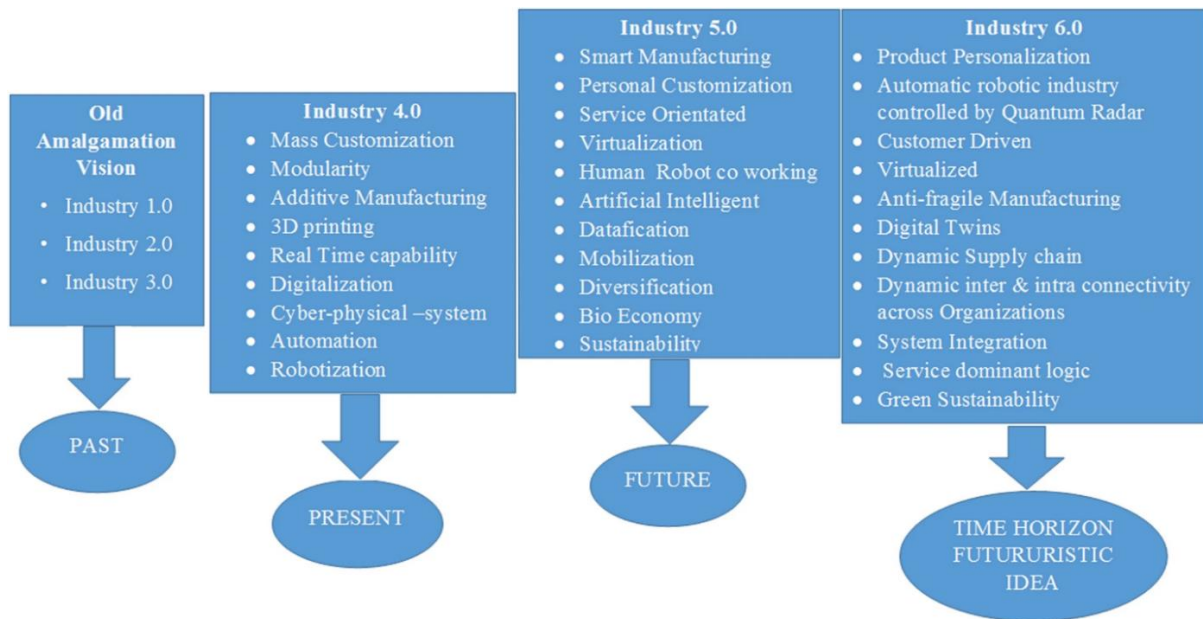 Old
Amalgamation
Vision
• Industry 1.0
• Industry 2.0
• Industry 3.0
PAST
Industry 4.0
• Mass Customization
• Modularity
• Additive Manufacturing
• 3D printing
• Real Time capability
• Digitalization
• Cyber-physical –system
• Automation
• Robotization
PRESENT
Industry 5.0
• Smart Manufacturing
• Personal Customization
• Service Orientated
• Virtualization
• Human Robot co working
• Artificial Intelligent
• Datafication
• Mobilization
• Diversification
• Bio Economy
• Sustainability
FUTURE
Industry 6.0
• Product Personalization
• Automatic robotic industry
controlled by Quantum Radar
• Customer Driven
• Virtualized
• Anti-fragile Manufacturing
• Digital Twins
• Dynamic Supply chain
• Dynamic inter & intra connectivity
across Organizations
• System Integration
• Service dominant logic
• Green Sustainability
TIME HORIZON
FUTURURISTIC
IDEA